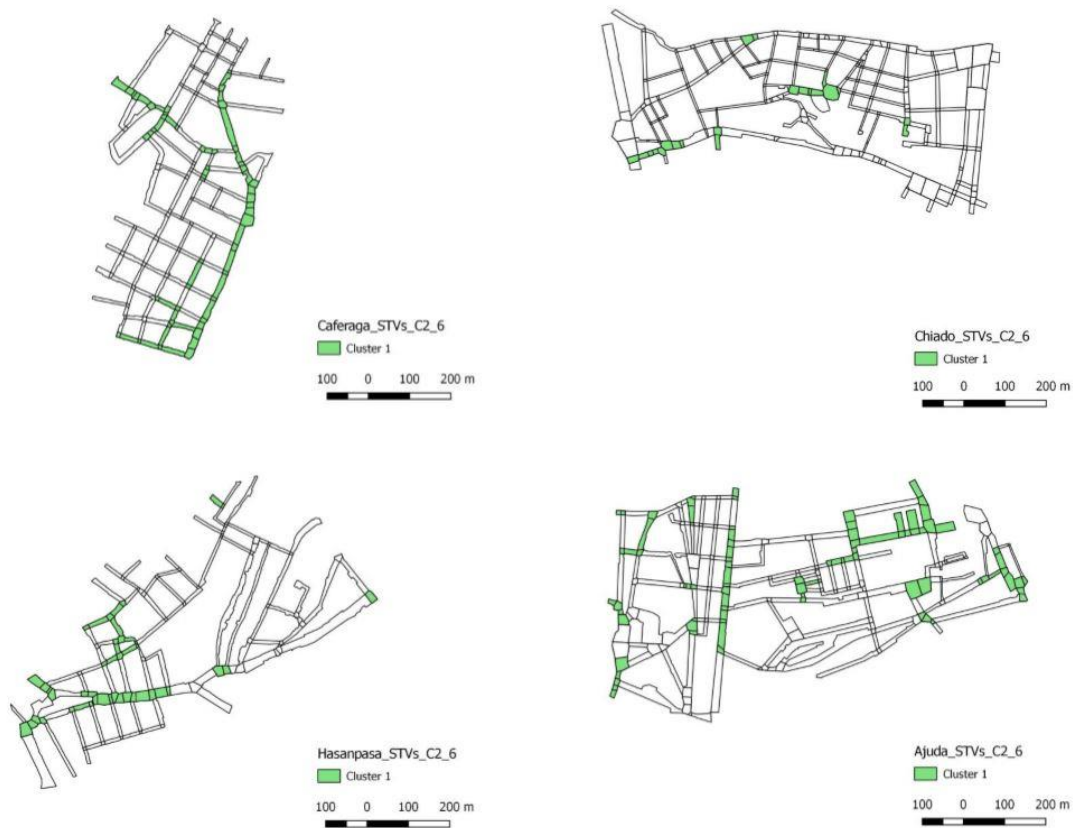 Caferaga_STVs_C2_6
Cluster 1
100 0 100 200 m
Chiado_STVs_C2_6
Cluster 1
100 0 100 200 m
Hasanpasa_STVs_C2_6
Cluster 1
100 0 100 200 m
Ajuda_STVs_C2_6
Cluster 1
100 0 100 200 m